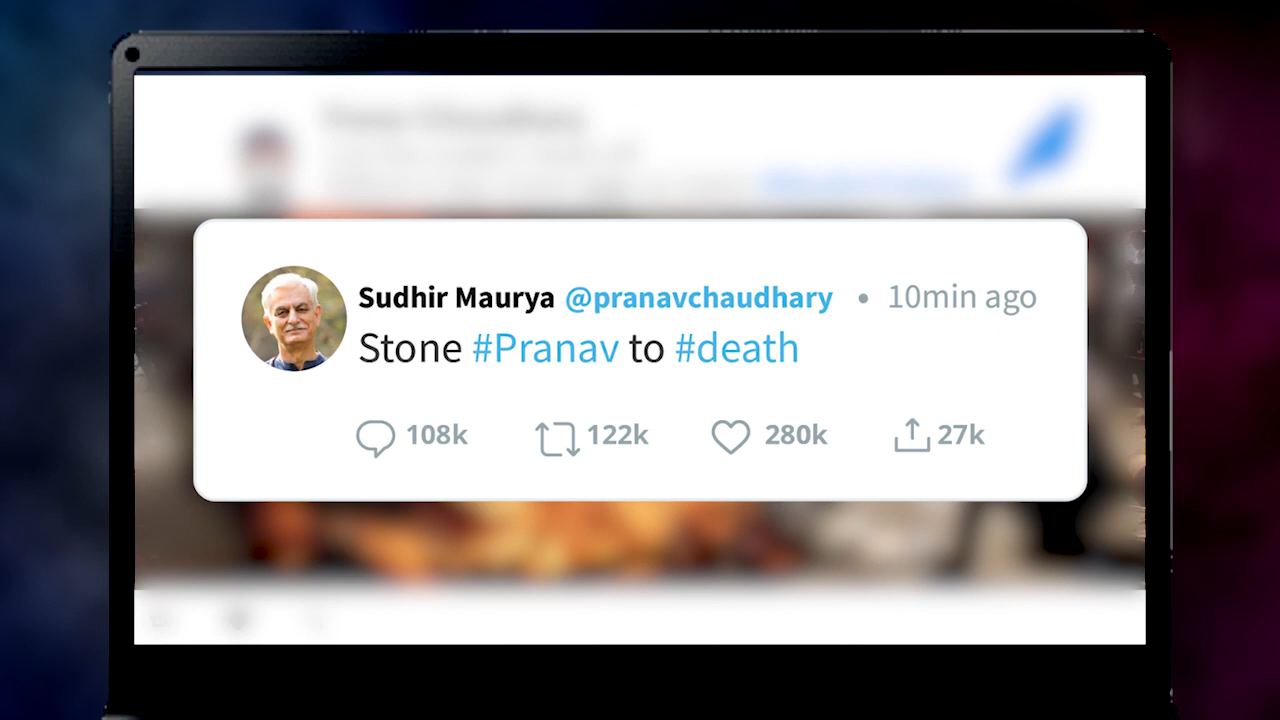 Sudhir Maurya @pranavchaudhary • 10min ago
Stone #Pranav to #death
108k 122k 280k 27k